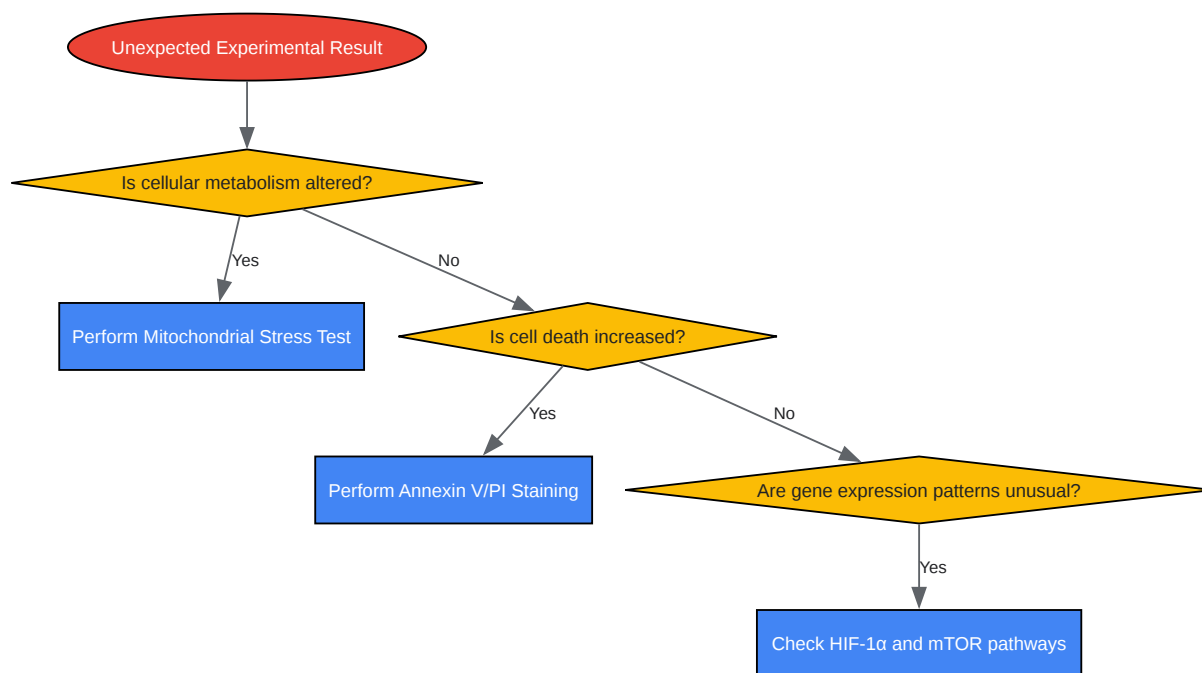 Unexpected Experimental Result
Is cellular metabolism altered?
Yes
No
Perform Mitochondrial Stress Test
Is cell death increased?
Yes
No
Perform Annexin V/PI Staining
Are gene expression patterns unusual?
Yes
Check HIF-1α and mTOR pathways